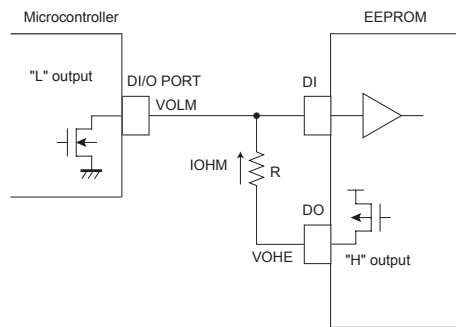 Microcontroller
EEPROM
"L" output
DI/O PORT
DI
VOLM
IOHM
R
DO
VOHE
"H" output